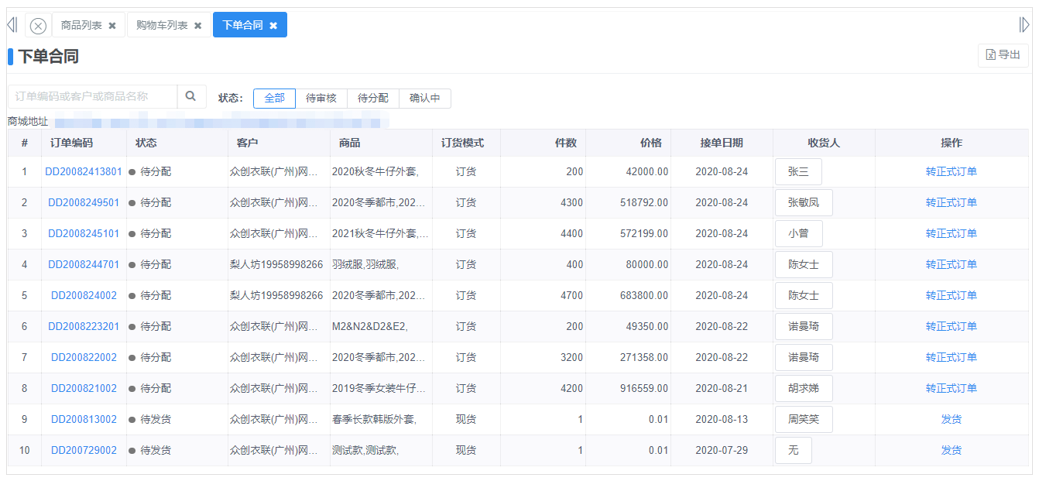 商品列表 ✖ 购物车列表 ✖ 下单合同 ✖
下单合同 导出
订单编码或客户或商品名称 状态: 全部 待审核 待分配 确认中
商城地址
# 订单编码 状态 客户 商品 订货模式 件数 价格 接单日期 收货人 操作
1 DD20082413801 待分配 众创衣联(广州)网... 2020秋冬牛仔外套, 订货 200 42000.00 2020-08-24 张三 转正式订单
2 DD2008249501 待分配 众创衣联(广州)网... 2020冬季都市,202... 订货 4300 518792.00 2020-08-24 张敏凤 转正式订单
3 DD2008245101 待分配 众创衣联(广州)网... 2021秋冬牛仔外套,... 订货 4400 572199.00 2020-08-24 小曾 转正式订单
4 DD2008244701 待分配 梨人坊19958998266 羽绒服,羽绒服, 订货 400 80000.00 2020-08-24 陈女士 转正式订单
5 DD200824002 待分配 梨人坊19958998266 2020冬季都市,202... 订货 4700 683800.00 2020-08-24 陈女士 转正式订单
6 DD2008223201 待分配 众创衣联(广州)网... M2&N2&D2&E2, 订货 200 49350.00 2020-08-22 诺曼琦 转正式订单
7 DD200822002 待分配 众创衣联(广州)网... 2020冬季都市,202... 订货 3200 271358.00 2020-08-22 诺曼琦 转正式订单
8 DD200821002 待分配 众创衣联(广州)网... 2019冬季女装牛仔... 订货 4200 916559.00 2020-08-21 胡求娣 转正式订单
9 DD200813002 待发货 众创衣联(广州)网... 春季长款韩版外套, 现货 1 0.01 2020-08-13 周笑笑 发货
10 DD200729002 待发货 众创衣联(广州)网... 测试款,测试款, 现货 1 0.01 2020-07-29 无 发货